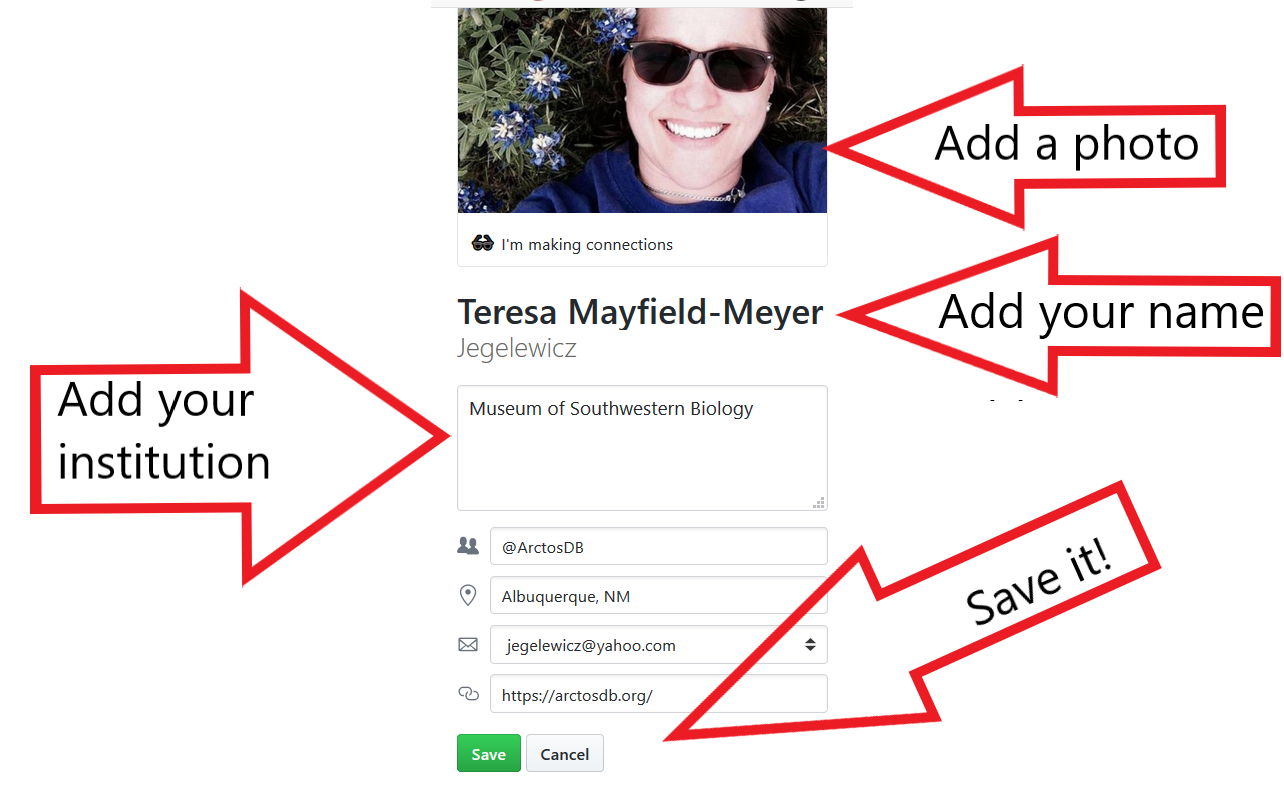 Add a photo
I'm making connections
Teresa Mayfield-Meyer
Add your name
Jegelewicz
Add your
institution
Museum of Southwestern Biology
@ArctosDB
Save it!
Albuquerque, NM
jegelewicz@yahoo.com
https://arctosdb.org/
Save
Cancel